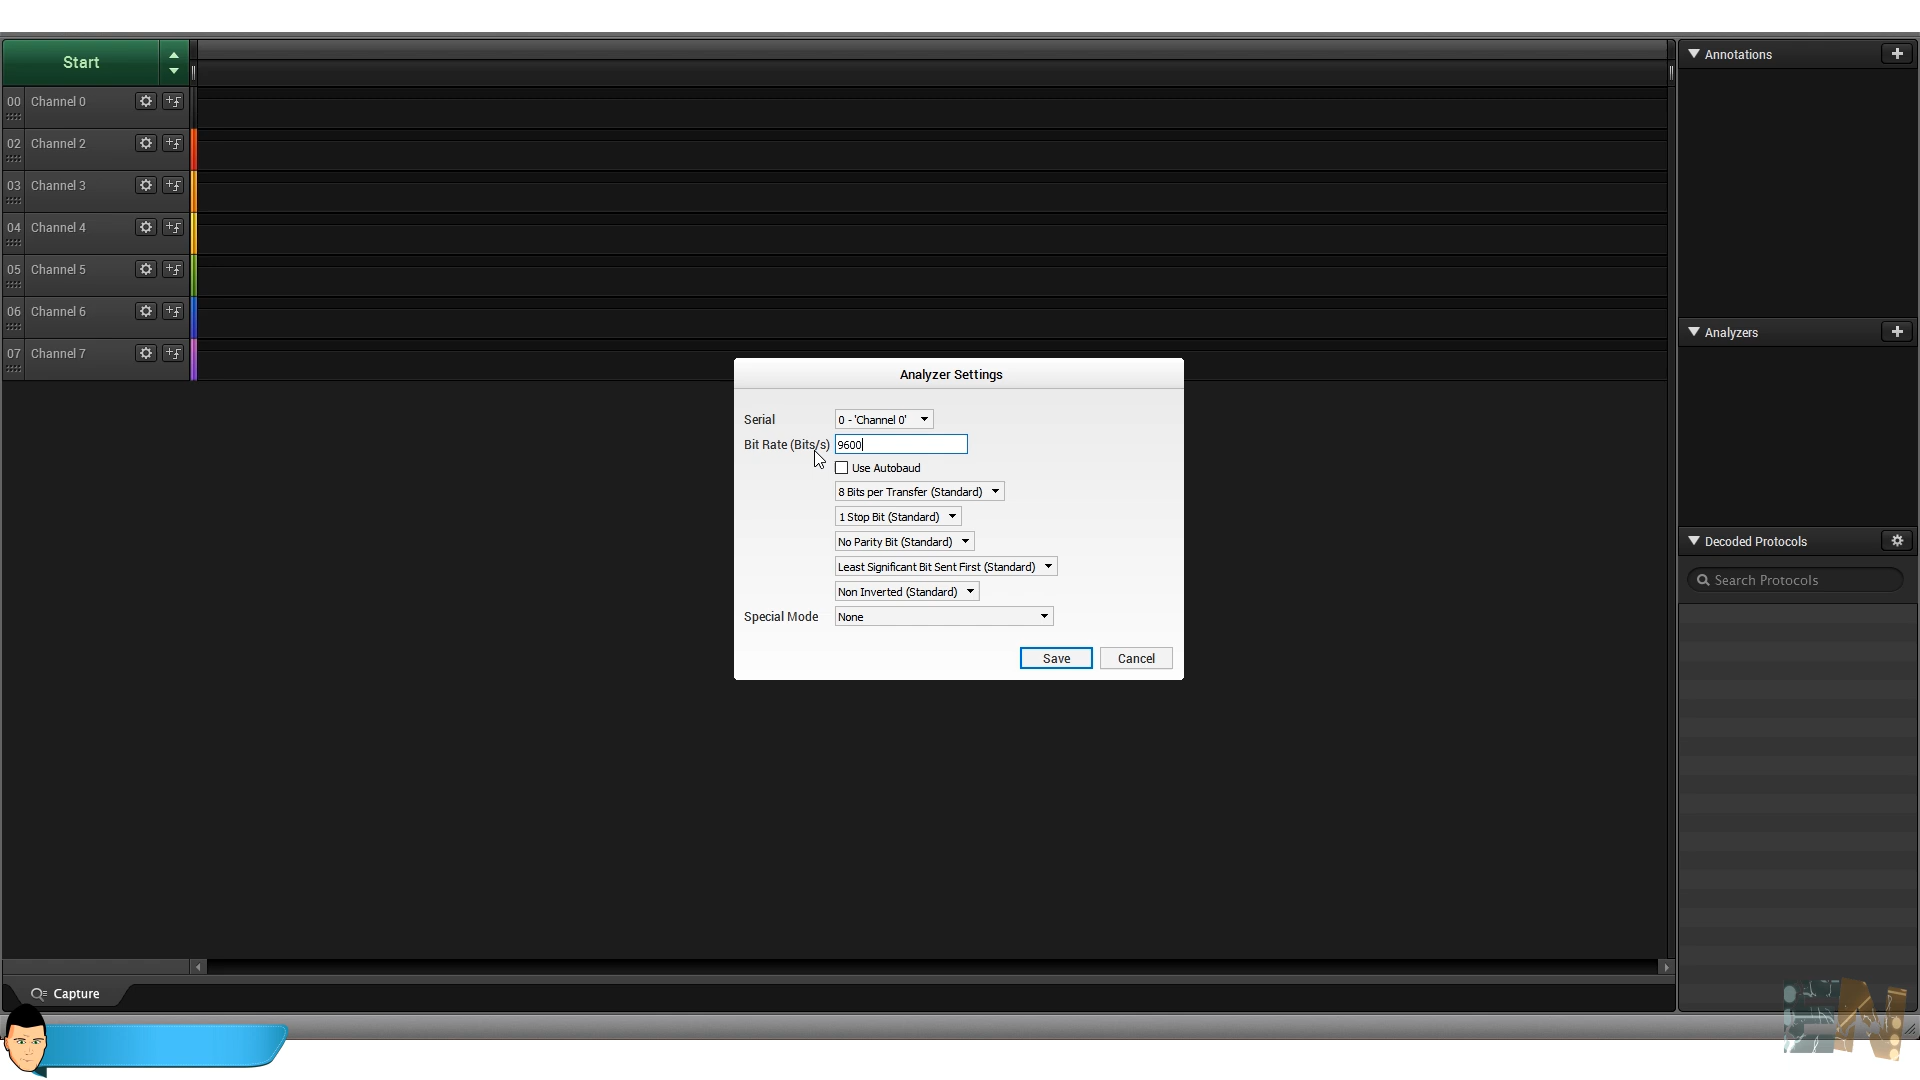 Start
Annotations
00 Channel 0
02 Channel 2
03 Channel 3
04 Channel 4
05 Channel 5
06 Channel 6
07 Channel 7
Analyzers
Analyzer Settings
Serial 0 - 'Channel 0'
Bit Rate (Bits/s) 9600
Use Autobaud
8 Bits per Transfer (Standard)
1 Stop Bit (Standard)
No Parity Bit (Standard)
Least Significant Bit Sent First (Standard)
Non Inverted (Standard)
Special Mode None
Save Cancel
Decoded Protocols
Search Protocols
Capture
EN